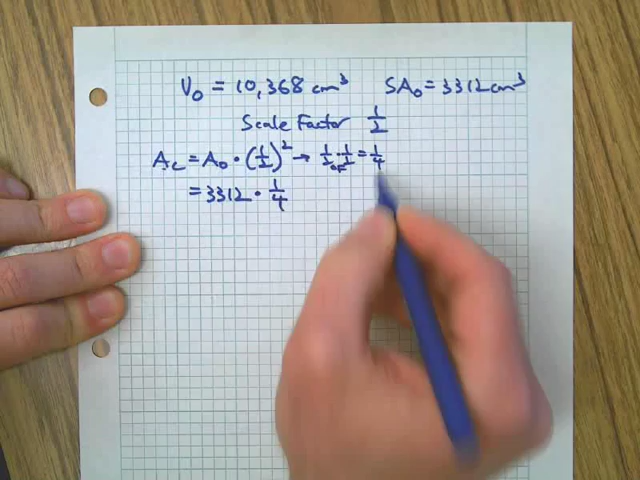 V₀ = 10,368 cm³ SA₀ = 3312 cm³
Scale Factor 1/2
A꜀ = A₀ · (1/2)² → 1/2 · 1/2 = 1/4
= 3312 · 1/4